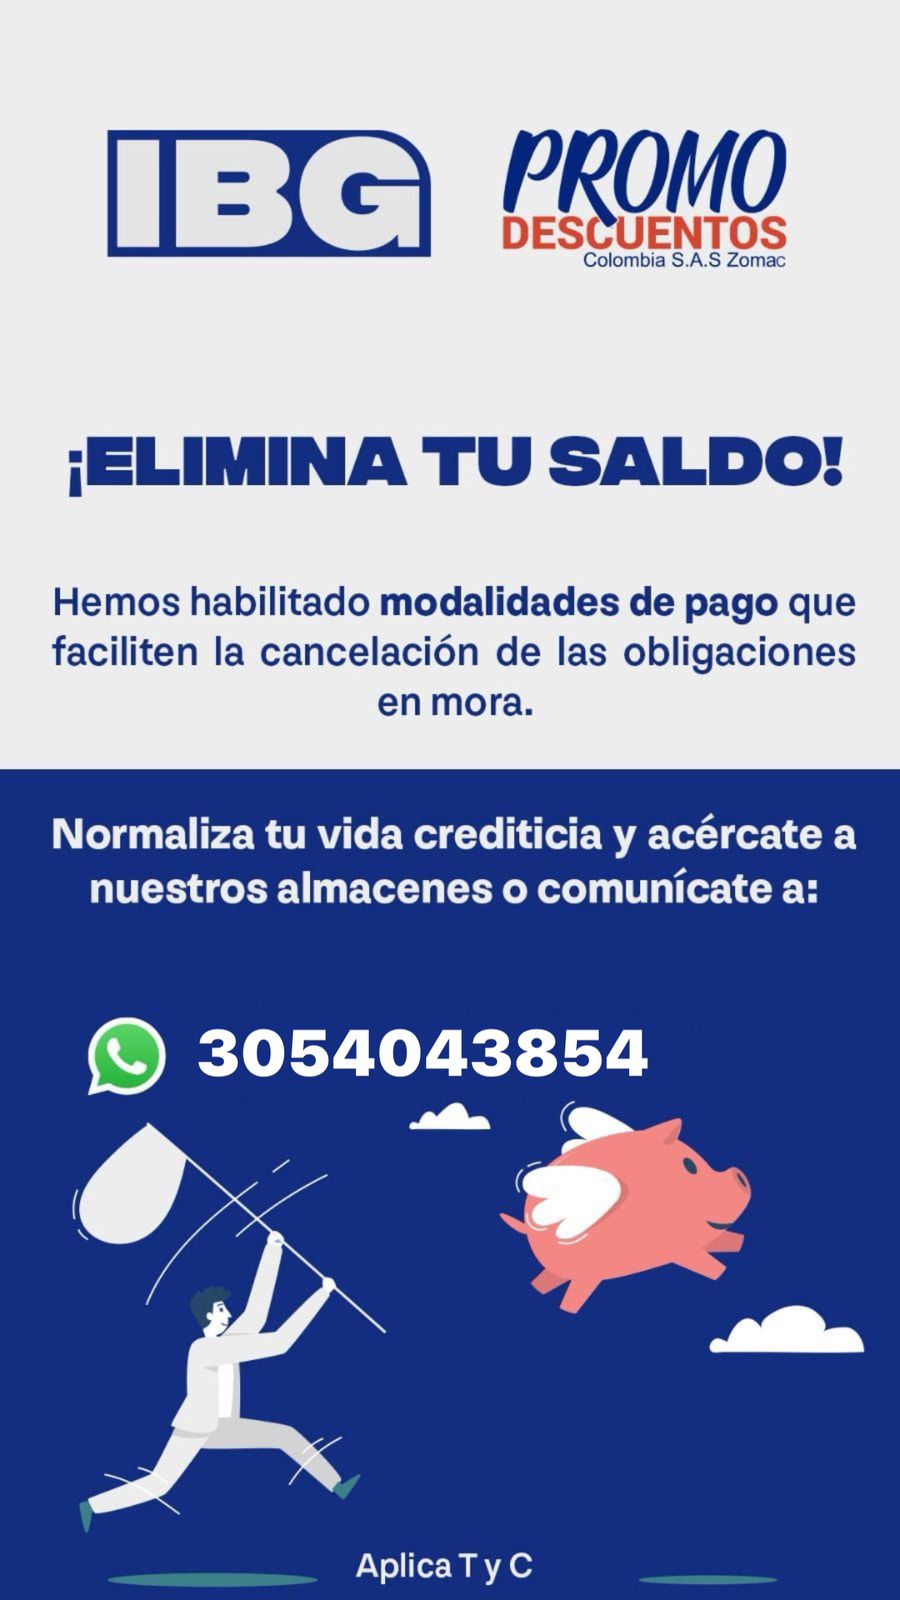 IBG
PROMO
DESCUENTOS
Colombia S.A.S Zomac
¡ELIMINA TU SALDO!
Hemos habilitado modalidades de pago que
faciliten la cancelación de las obligaciones
en mora.
Normaliza tu vida crediticia y acércate a
nuestros almacenes o comunícate a:
3054043854
Aplica T y C